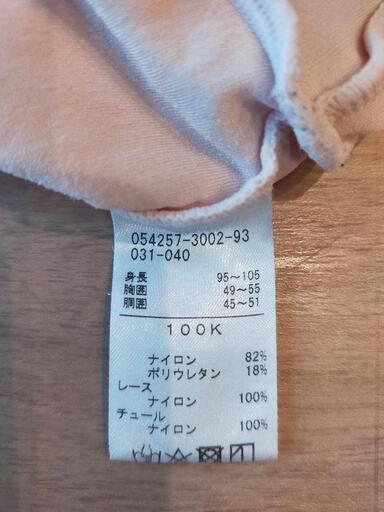 054257-3002-93
031-040
身長 95~105
胸囲 49~55
胴囲 45~51
100K
ナイロン 82%
ポリウレタン 18%
レース
ナイロン 100%
チュール
ナイロン 100%